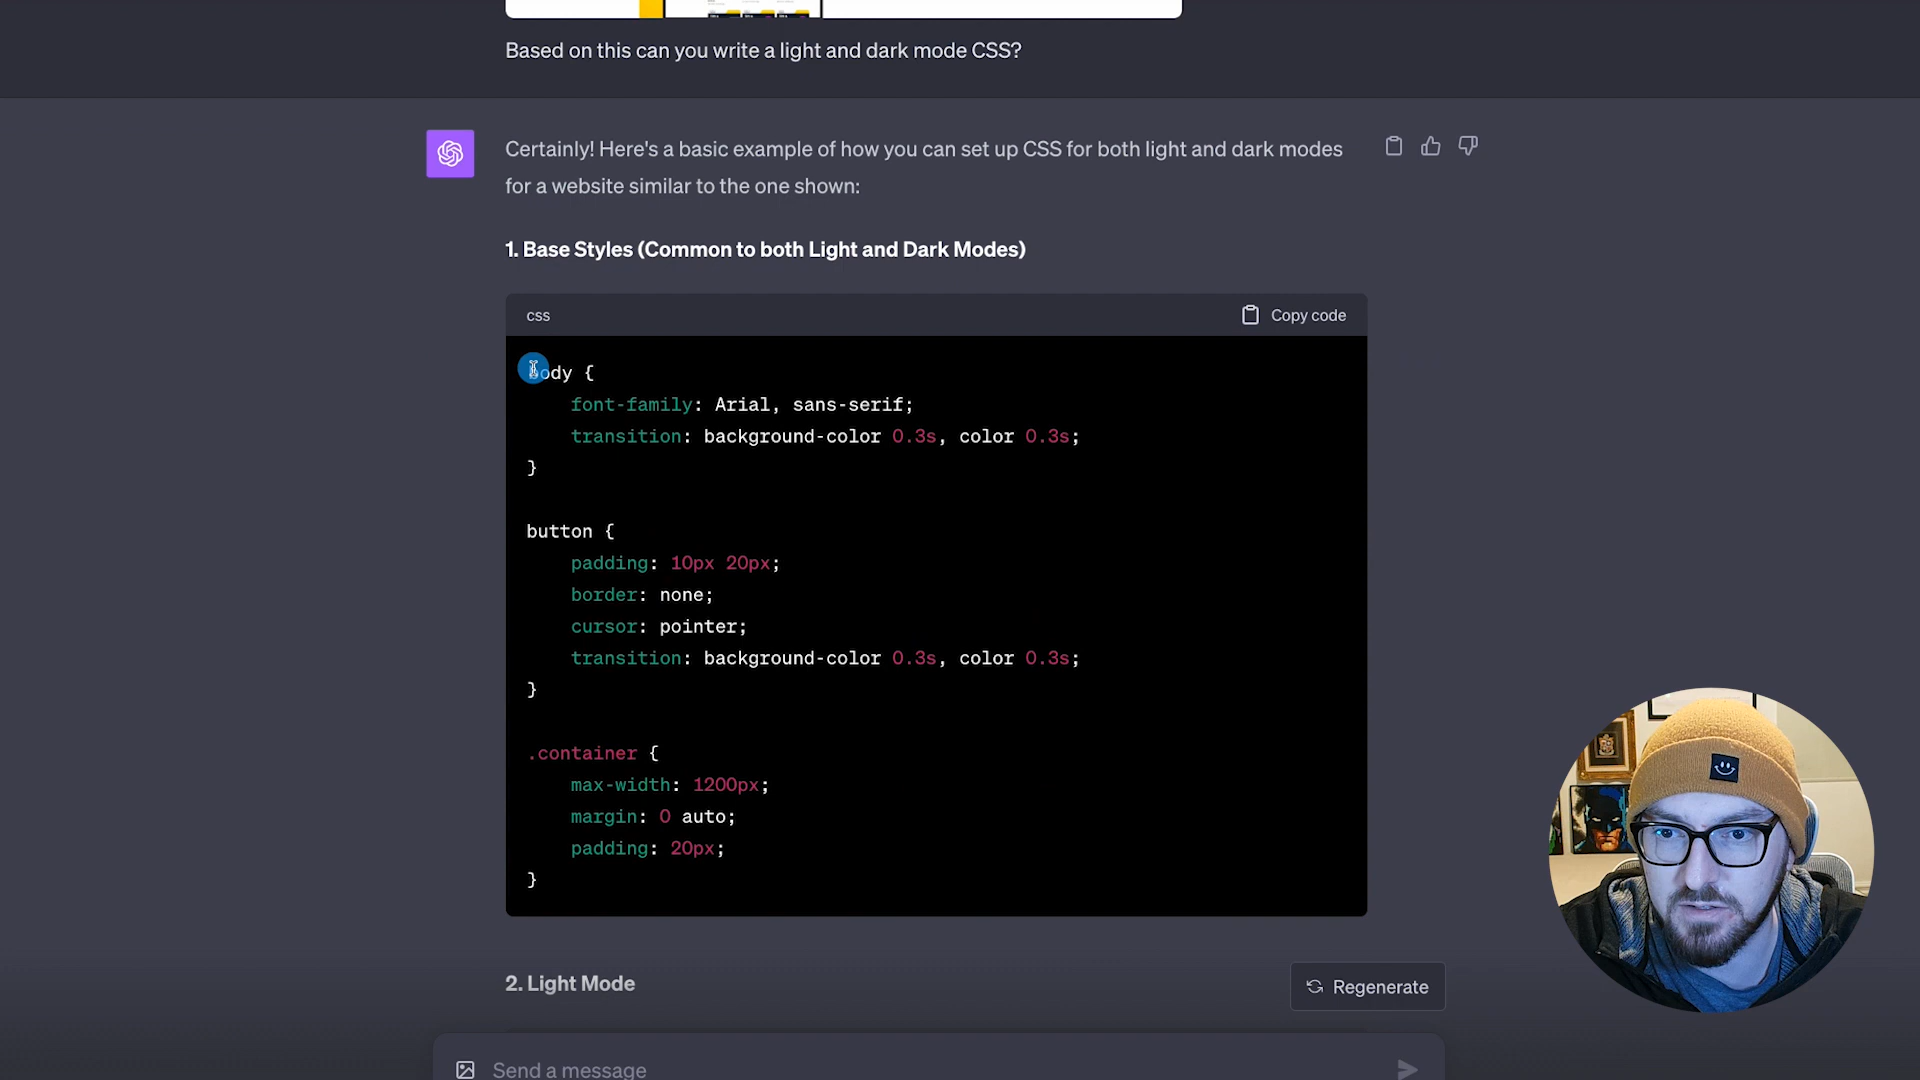 Based on this can you write a light and dark mode CSS?
Certainly! Here's a basic example of how you can set up CSS for both light and dark modes
for a website similar to the one shown:
1. Base Styles (Common to both Light and Dark Modes)
css
Copy code
body {
font-family: Arial, sans-serif;
transition: background-color 0.3s, color 0.3s;
}
button {
padding: 10px 20px;
border: none;
cursor: pointer;
transition: background-color 0.3s, color 0.3s;
}
.container {
max-width: 1200px;
margin: 0 auto;
padding: 20px;
}
2. Light Mode
Regenerate
Send a message